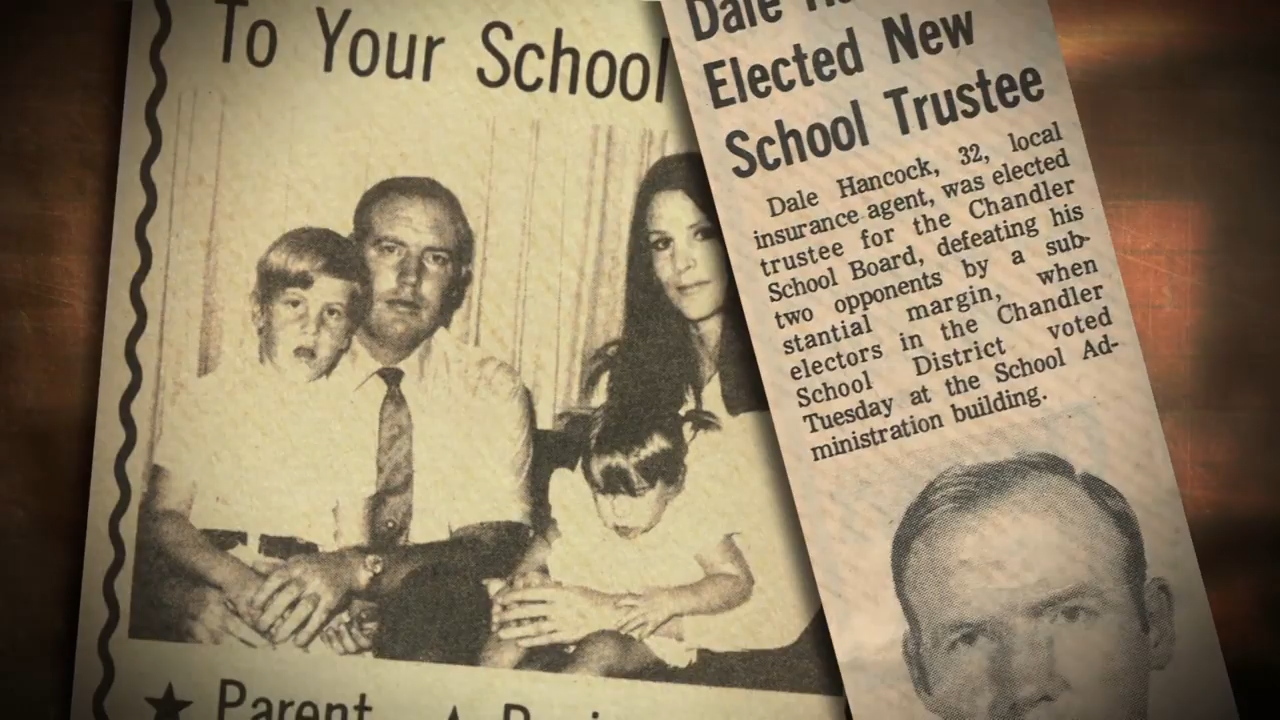 To Your School
★ Parent
Dale
Elected New
School Trustee
Dale Hancock, 32, local
insurance agent, was elected
trustee for the Chandler
School Board, defeating his
two opponents by a sub-
stantial margin, when
electors in the Chandler
School District voted
Tuesday at the School Ad-
ministration building.